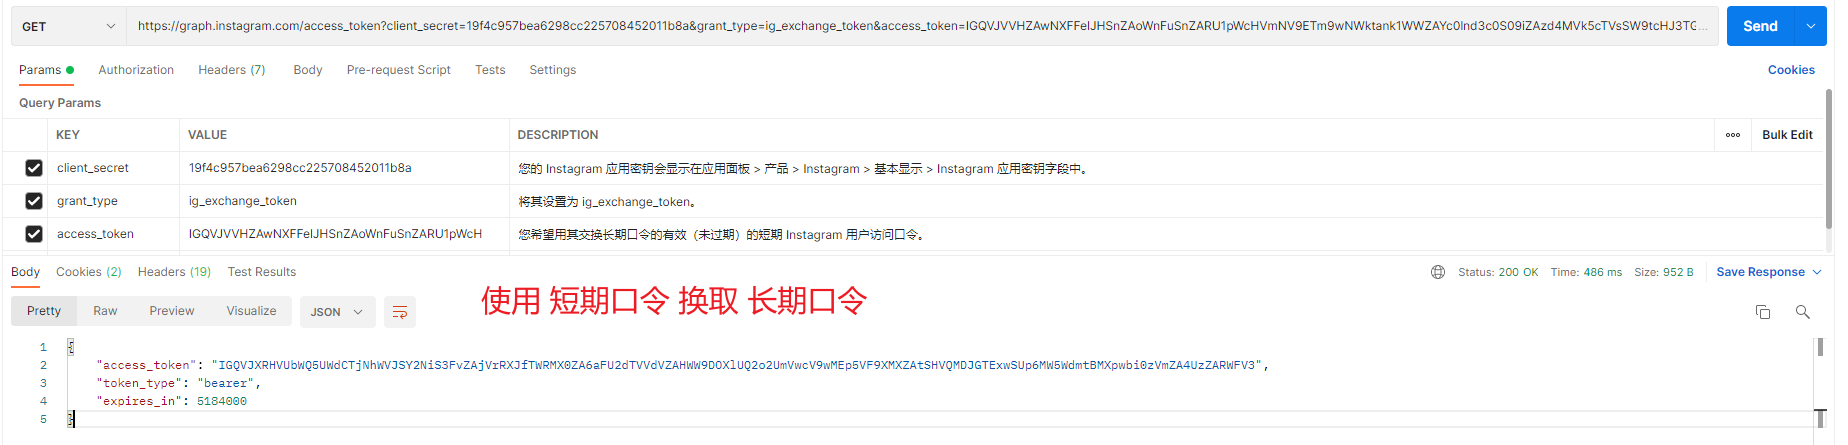 GET
https://graph.instagram.com/access_token?client_secret=19f4c957bea6298cc225708452011b8a&grant_type=ig_exchange_token&access_token=IGQVJVVHZAwNXFFelJHSnZAoWnFuSnZARU1pWcHVmNV9ETm9wNWktank1WWZAYc0lnd3c0S09iZAzd4MVk5cTVsSW9tcHJ3TG...
Send
Params Authorization Headers (7) Body Pre-request Script Tests Settings Cookies
Query Params
KEY VALUE DESCRIPTION ooo Bulk Edit
client_secret 19f4c957bea6298cc225708452011b8a 您的 Instagram 应用密钥会显示在应用面板 > 产品 > Instagram > 基本显示 > Instagram 应用密钥字段中。
grant_type ig_exchange_token 将其设置为 ig_exchange_token。
access_token IGQVJVVHZAwNXFFelJHSnZAoWnFuSnZARU1pWcH 您希望用其交换长期口令的有效（未过期）的短期 Instagram 用户访问口令。
Body Cookies (2) Headers (19) Test Results Status: 200 OK Time: 486 ms Size: 952 B Save Response
使用 短期口令 换取 长期口令
Pretty Raw Preview Visualize JSON
1 {
2 "access_token": "IGQVJXRHVUbWQ5UWdCTjNhWVJSY2NiS3FvZAjVrRXJfTWRMX0ZA6aFU2dTVVdVZAHWW9DOXlUQ2o2UmVwcV9wMEp5VF9XMXZAtSHVQMDJGTExwSUp6MW5WdmtBMXpwbi0zVmZA4UzZARWFV3",
3 "token_type": "bearer",
4 "expires_in": 5184000
5 }